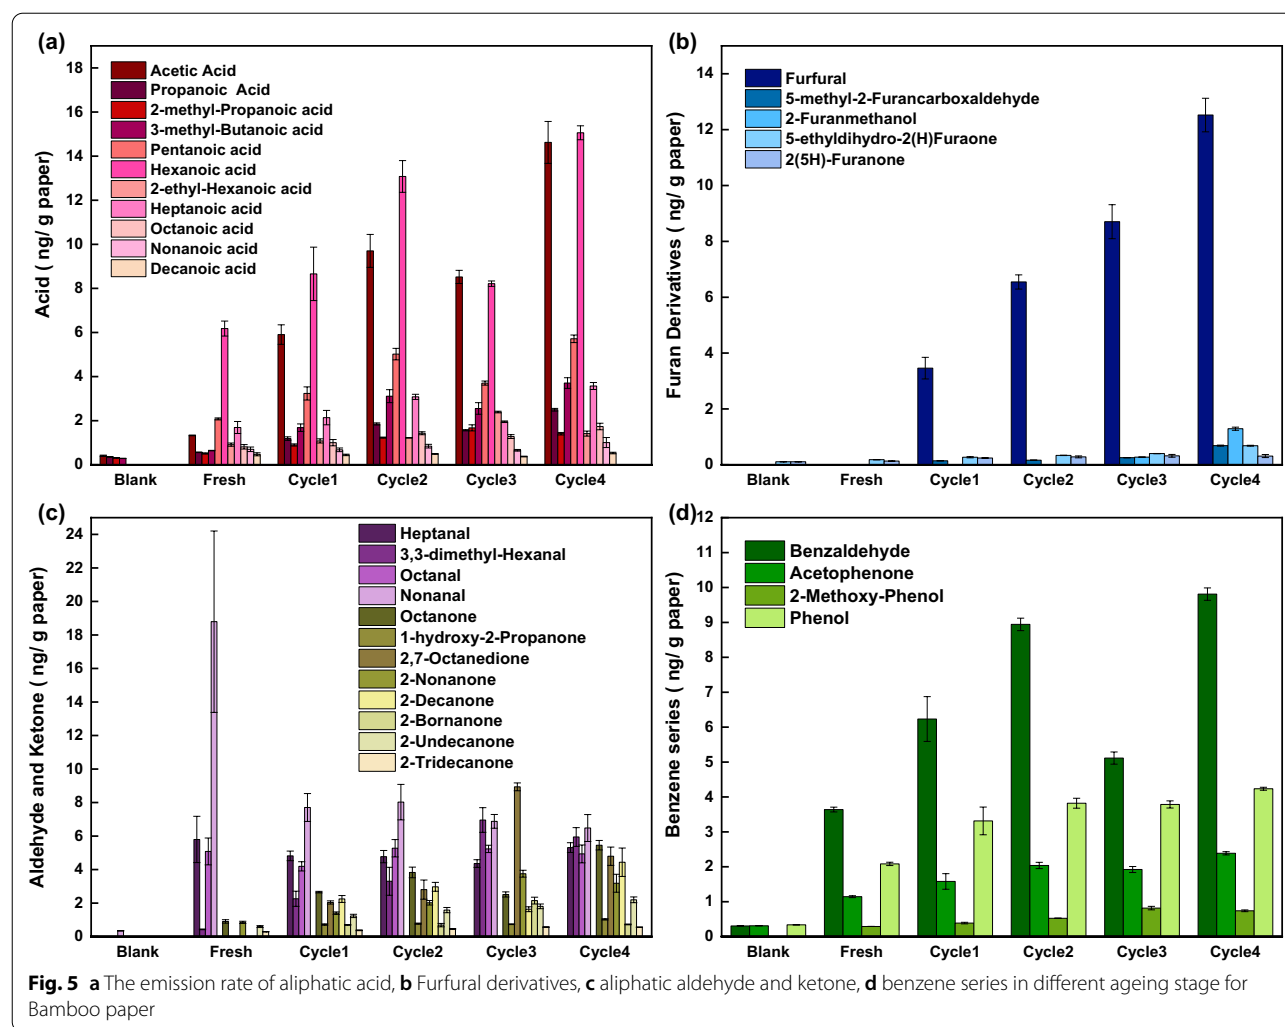 (a)
18
16
14
12
10
8
6
4
2
0
Acid ( ng/ g paper)
Acetic Acid
Propanoic Acid
2-methyl-Propanoic acid
3-methyl-Butanoic acid
Pentanoic acid
Hexanoic acid
2-ethyl-Hexanoic acid
Heptanoic acid
Octanoic acid
Nonanoic acid
Decanoic acid
Blank Fresh Cycle1 Cycle2 Cycle3 Cycle4
(b)
14
12
10
8
6
4
2
0
Furan Derivatives ( ng/ g paper)
Furfural
5-methyl-2-Furancarboxaldehyde
2-Furanmethanol
5-ethyldihydro-2(H)Furaone
2(5H)-Furanone
Blank Fresh Cycle1 Cycle2 Cycle3 Cycle4
(c)
24
22
20
18
16
14
12
10
8
6
4
2
0
Aldehyde and Ketone ( ng/ g paper)
Heptanal
3,3-dimethyl-Hexanal
Octanal
Nonanal
Octanone
1-hydroxy-2-Propanone
2,7-Octanedione
2-Nonanone
2-Decanone
2-Bornanone
2-Undecanone
2-Tridecanone
Blank Fresh Cycle1 Cycle2 Cycle3 Cycle4
(d)
12
11
10
9
8
7
6
5
4
3
2
1
0
Benzene series ( ng/ g paper)
Benzaldehyde
Acetophenone
2-Methoxy-Phenol
Phenol
Blank Fresh Cycle1 Cycle2 Cycle3 Cycle4
Fig. 5 a The emission rate of aliphatic acid, b Furfural derivatives, c aliphatic aldehyde and ketone, d benzene series in different ageing stage for
Bamboo paper